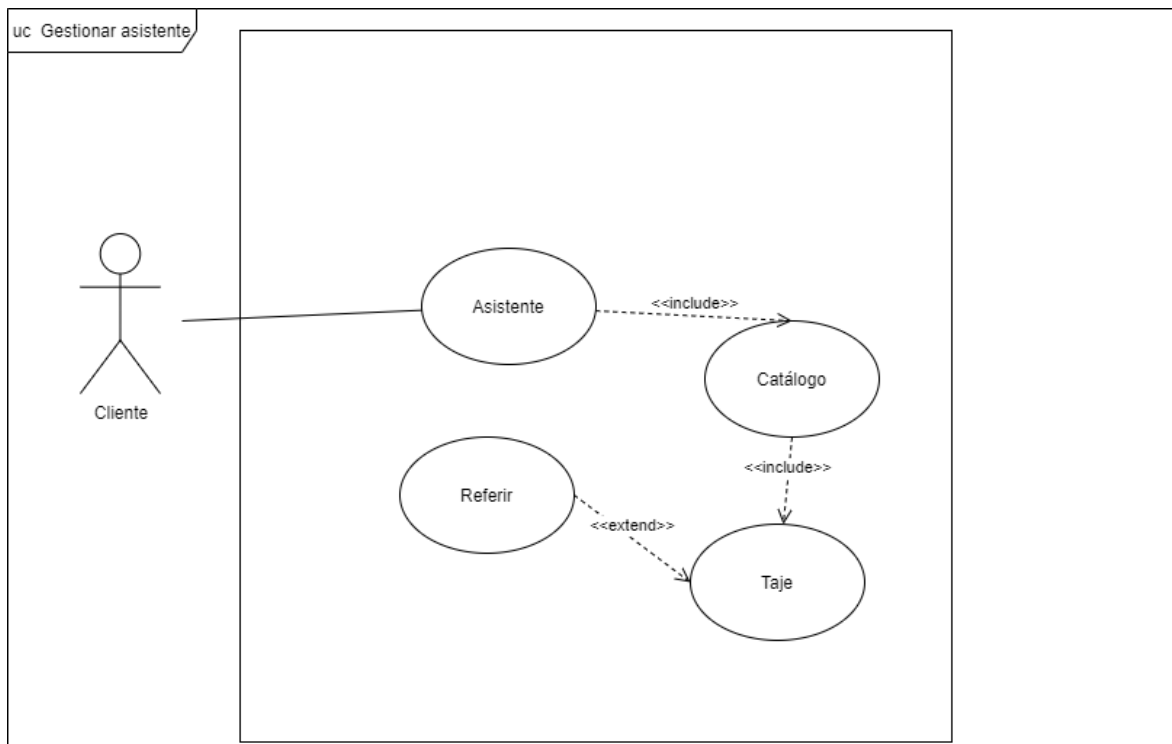 uc Gestionar asistente
Asistente
<<include>>
Catálogo
Cliente
<<include>>
Referir
<<extend>>
Taje